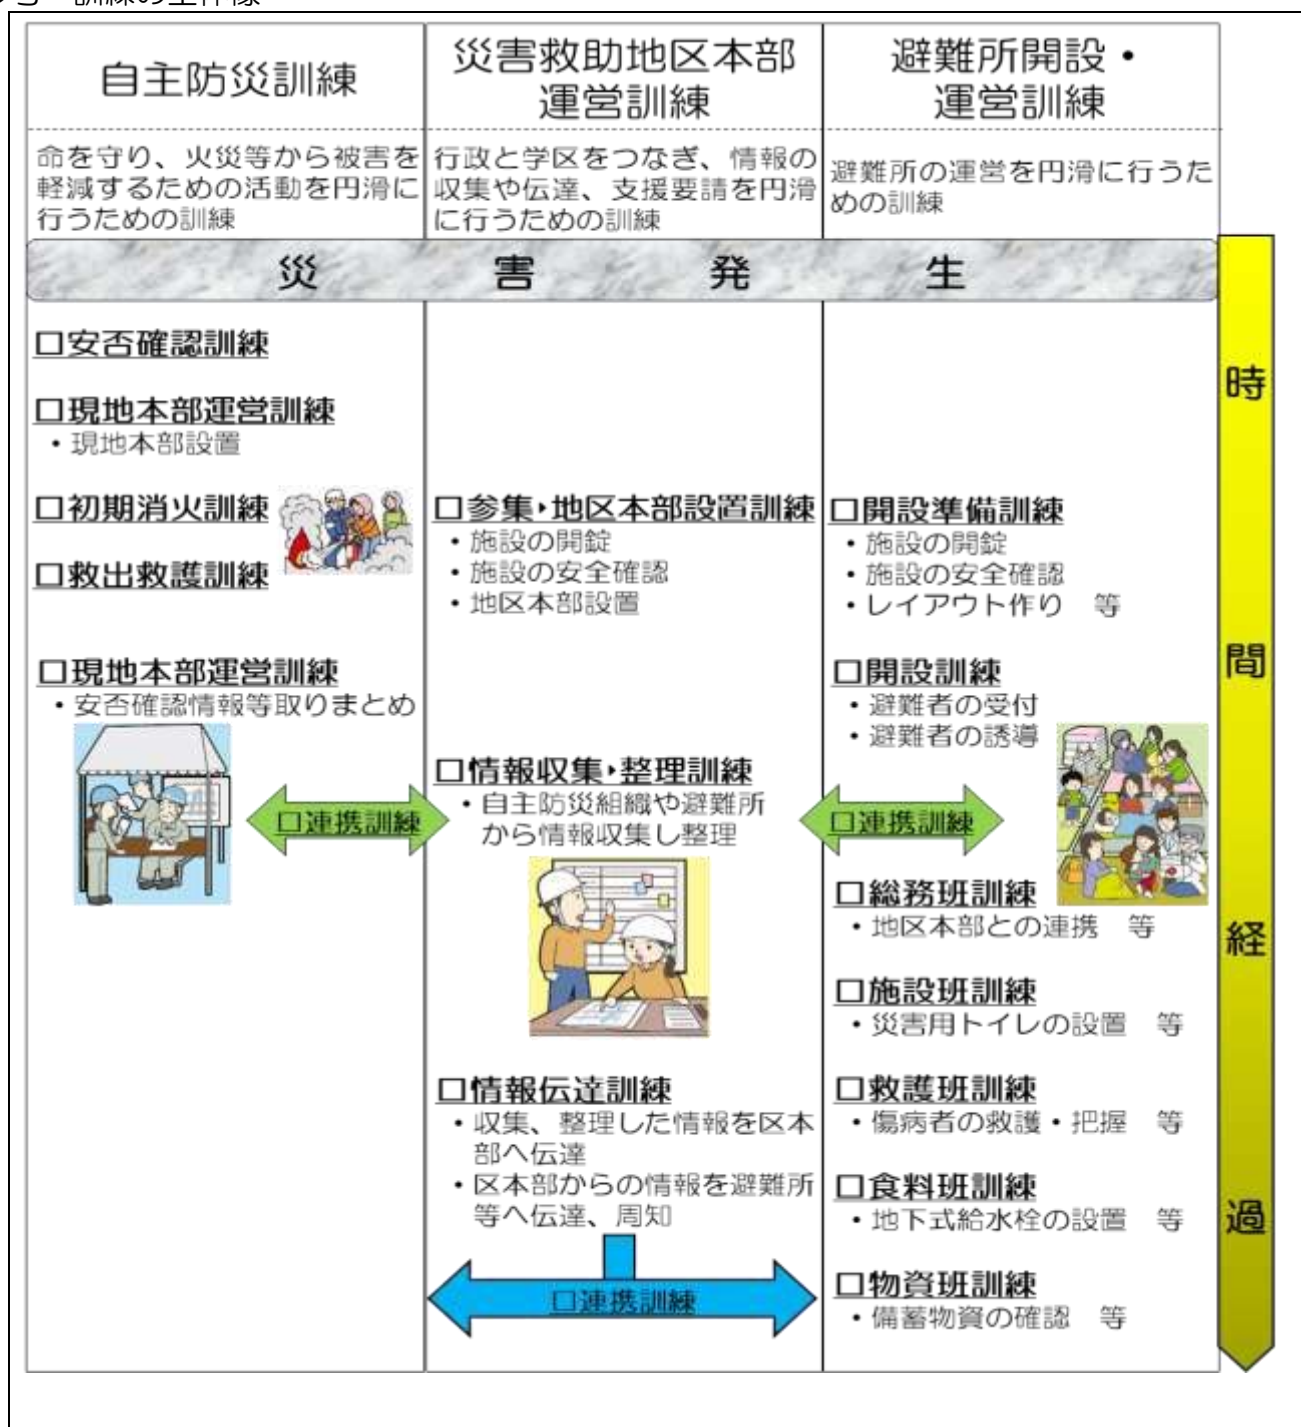 訓練の全体像
自主防災訓練
命を守り、火災等から被害を
軽減するための活動を円滑に
行うための訓練
災害救助地区本部
運営訓練
行政と学区をつなぎ、情報の
収集や伝達、支援要請を円滑
に行うための訓練
避難所開設・
運営訓練
避難所の運営を円滑に行うた
めの訓練
災害発生
時間経過
□安否確認訓練
□現地本部運営訓練
・現地本部設置
□初期消火訓練
□救出救護訓練
□現地本部運営訓練
・安否確認情報等取りまとめ
□連携訓練
□参集・地区本部設置訓練
・施設の開錠
・施設の安全確認
・地区本部設置
□情報収集・整理訓練
・自主防災組織や避難所
から情報収集し整理
□情報伝達訓練
・収集、整理した情報を区本
部へ伝達
・区本部からの情報を避難所
等へ伝達、周知
□連携訓練
□開設準備訓練
・施設の開錠
・施設の安全確認
・レイアウト作り 等
□開設訓練
・避難者の受付
・避難者の誘導
□連携訓練
□総務班訓練
・地区本部との連携 等
□施設班訓練
・災害用トイレの設置 等
□救護班訓練
・傷病者の救護・把握 等
□食料班訓練
・地下式給水栓の設置 等
□物資班訓練
・備蓄物資の確認 等